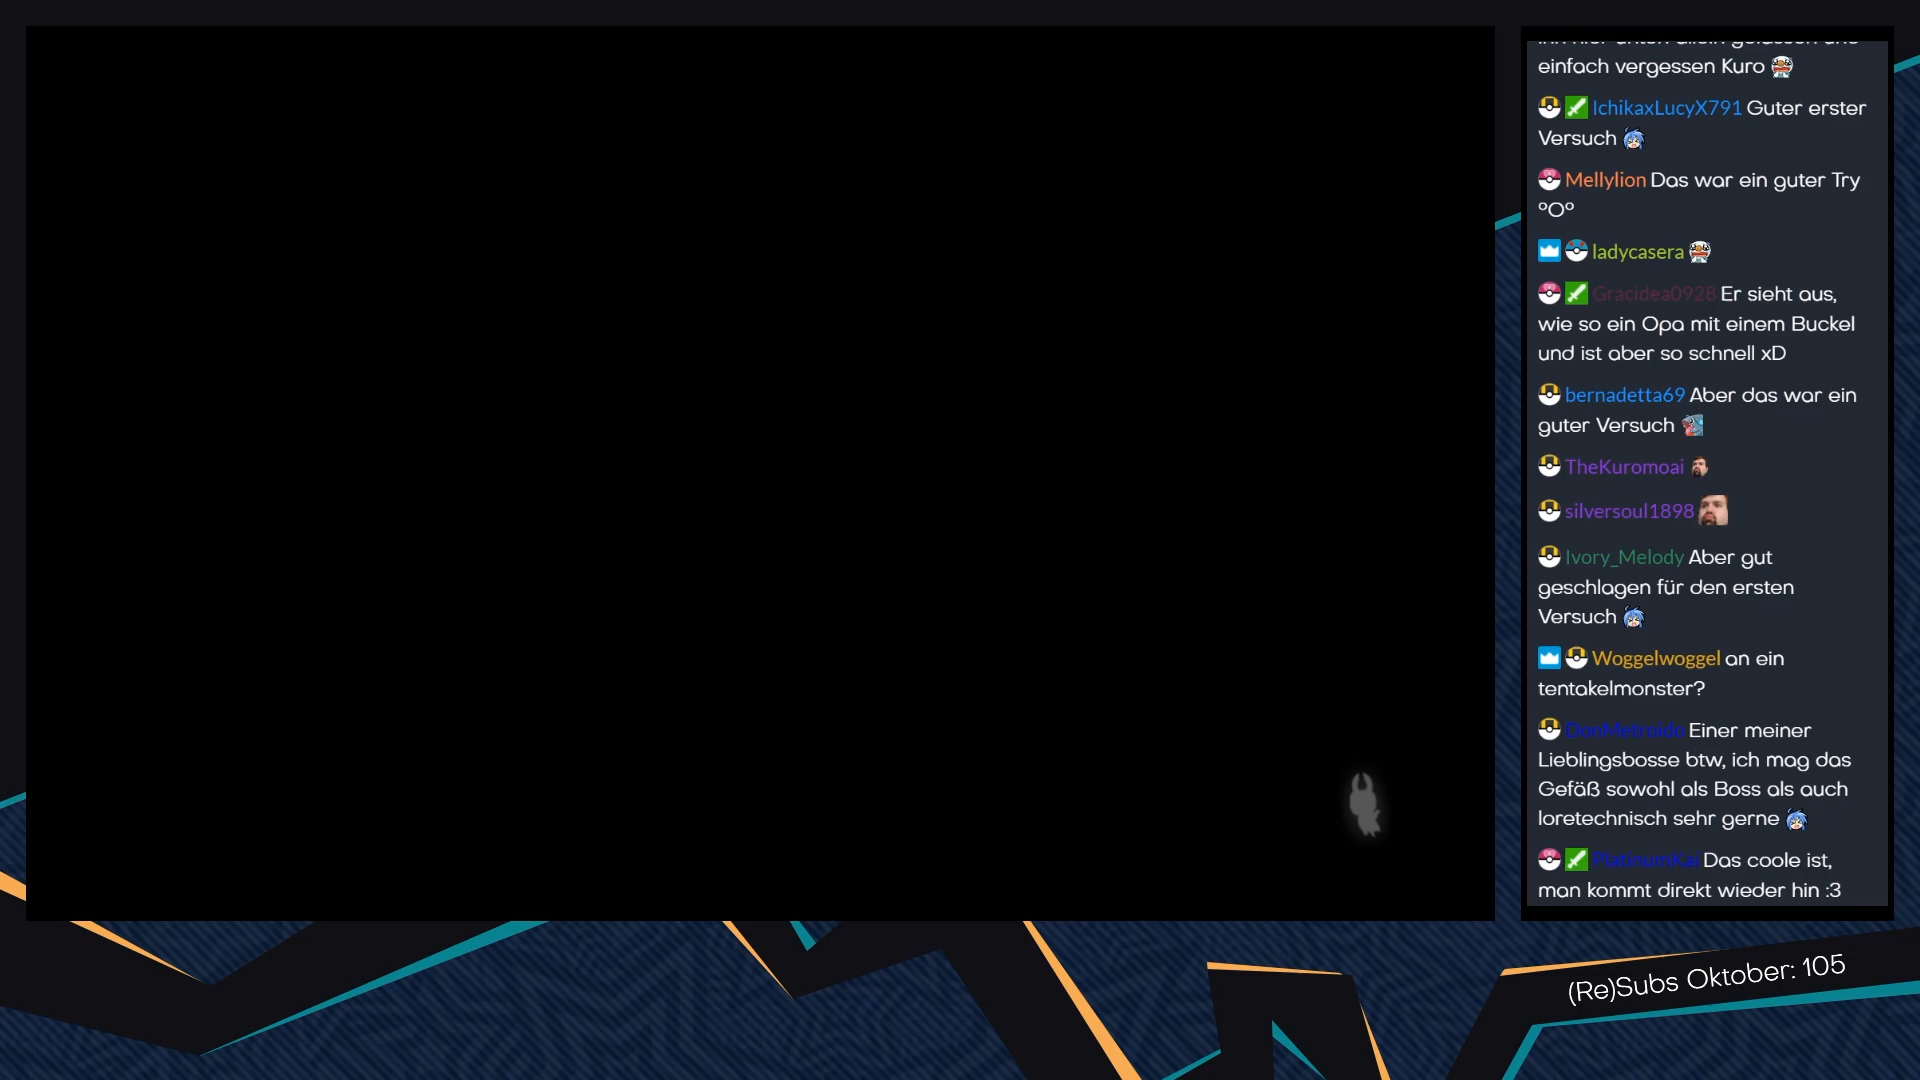 einfach vergessen Kuro
IchikaxLucyX791 Guter erster
Versuch
Mellylion Das war ein guter Try
°O°
ladycasera
Gracidea0928 Er sieht aus,
wie so ein Opa mit einem Buckel
und ist aber so schnell xD
bernadetta69 Aber das war ein
guter Versuch
TheKuromoai
silversoul1898
Ivory_Melody Aber gut
geschlagen für den ersten
Versuch
Woggelwoggel an ein
tentakelmonster?
DonMetroido Einer meiner
Lieblingsbosse btw, ich mag das
Gefäß sowohl als Boss als auch
loretechnisch sehr gerne
PlatinumKai Das coole ist,
man kommt direkt wieder hin :3
(Re)Subs Oktober: 105